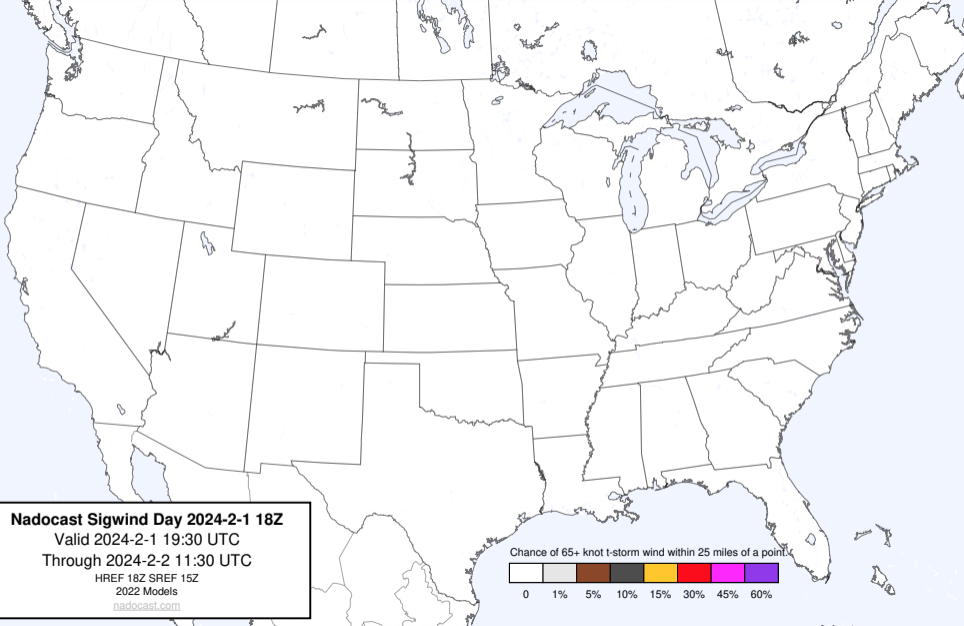 Nadocast Sigwind Day 2024-2-1 18Z
Valid 2024-2-1 19:30 UTC
Through 2024-2-2 11:30 UTC
HREF 18Z SREF 15Z
2022 Models
nadocast.com
Chance of 65+ knot t-storm wind within 25 miles of a point.
0 1% 5% 10% 15% 30% 45% 60%